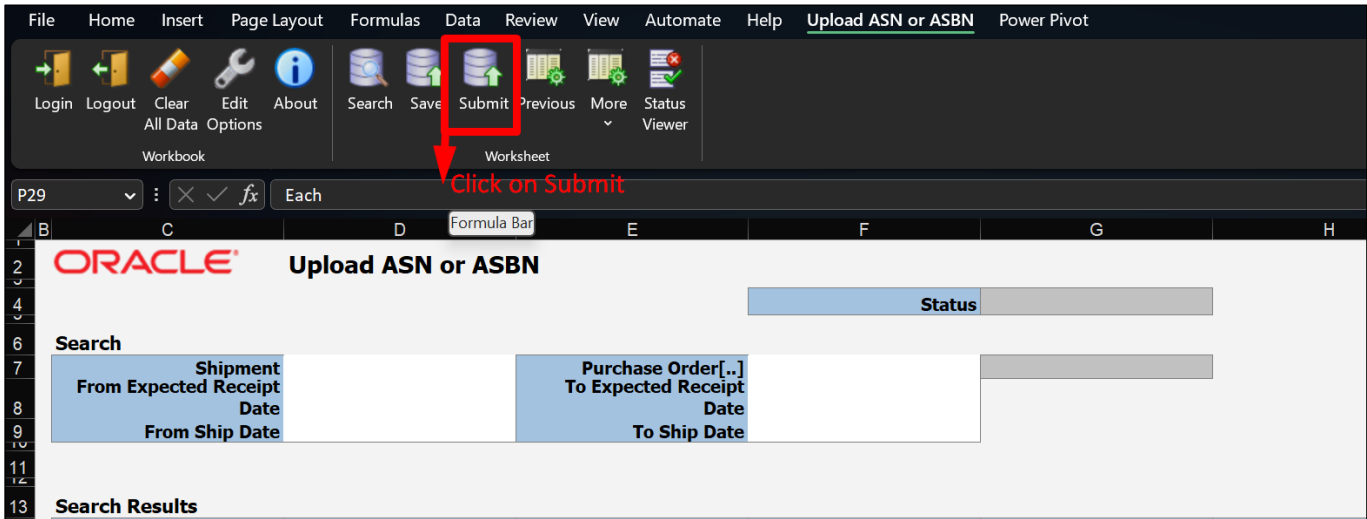 File Home Insert Page Layout Formulas Data Review View Automate Help Upload ASN or ASBN Power Pivot
Login Logout Clear All Data Edit Options About Search Save Submit Previous More Status Viewer
Workbook Worksheet
Click on Submit
P29 fx Each
Formula Bar
B C D E F G H
2 ORACLE Upload ASN or ASBN
4 Status
6 Search
7 Shipment Purchase Order[..]
From Expected Receipt To Expected Receipt
8 Date Date
9 From Ship Date To Ship Date
11
13 Search Results